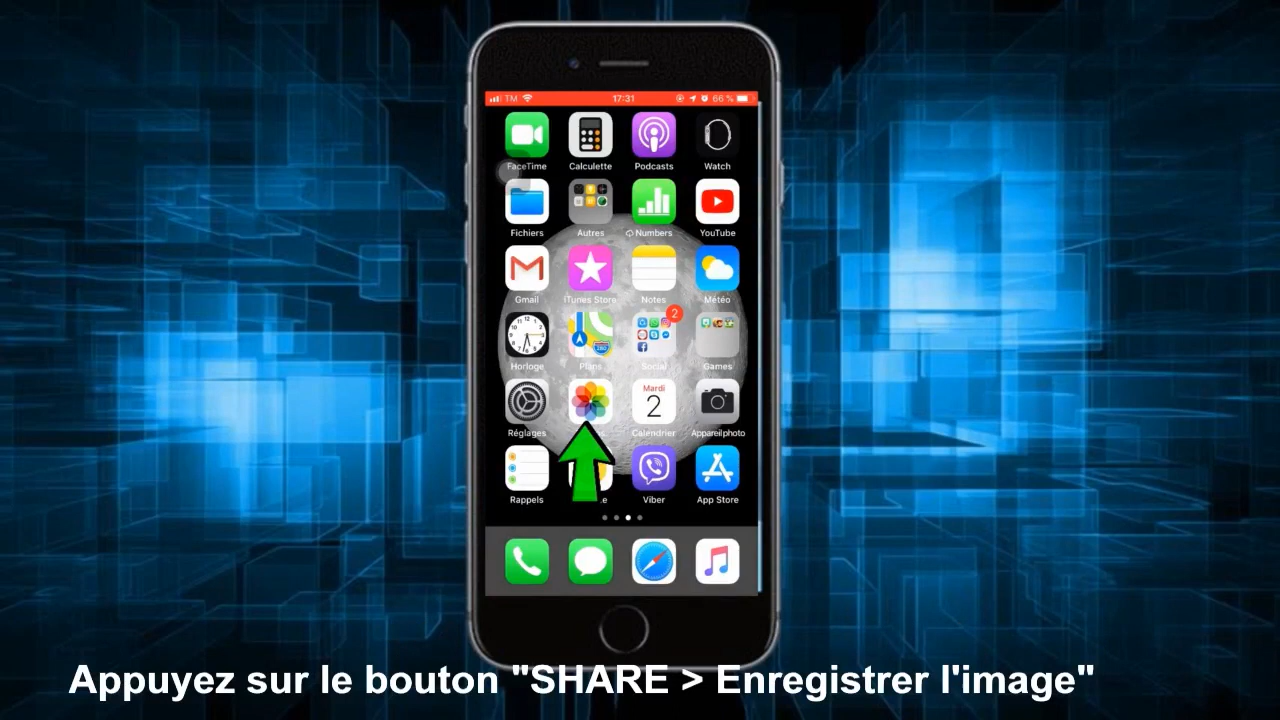 TM 17:31 66 %
FaceTime Calculette Podcasts Watch
Fichiers Autres Numbers YouTube
Gmail iTunes Store Notes Météo
12
Horloge Plans Social Games
2
Mardi
2
Réglages Calendrier Appareil photo
Rappels Viber App Store
Appuyez sur le bouton "SHARE > Enregistrer l'image"